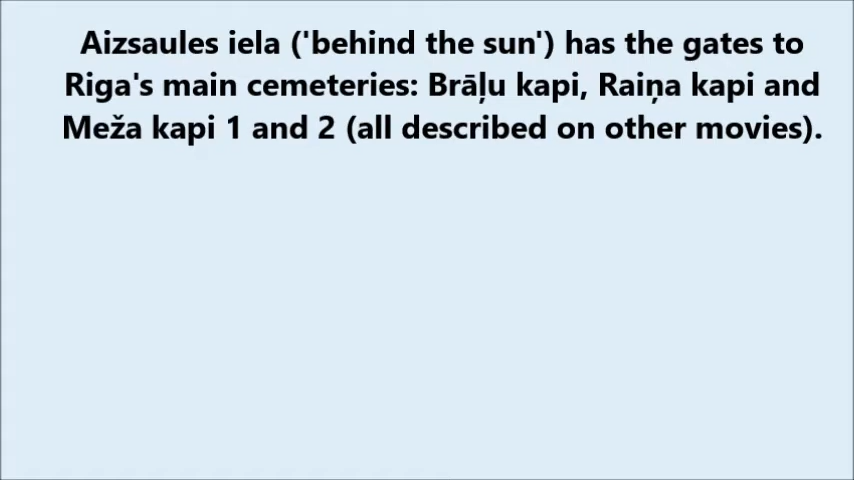 Aizsaules iela ('behind the sun') has the gates to
Riga's main cemeteries: Brāļu kapi, Raiņa kapi and
Meža kapi 1 and 2 (all described on other movies).